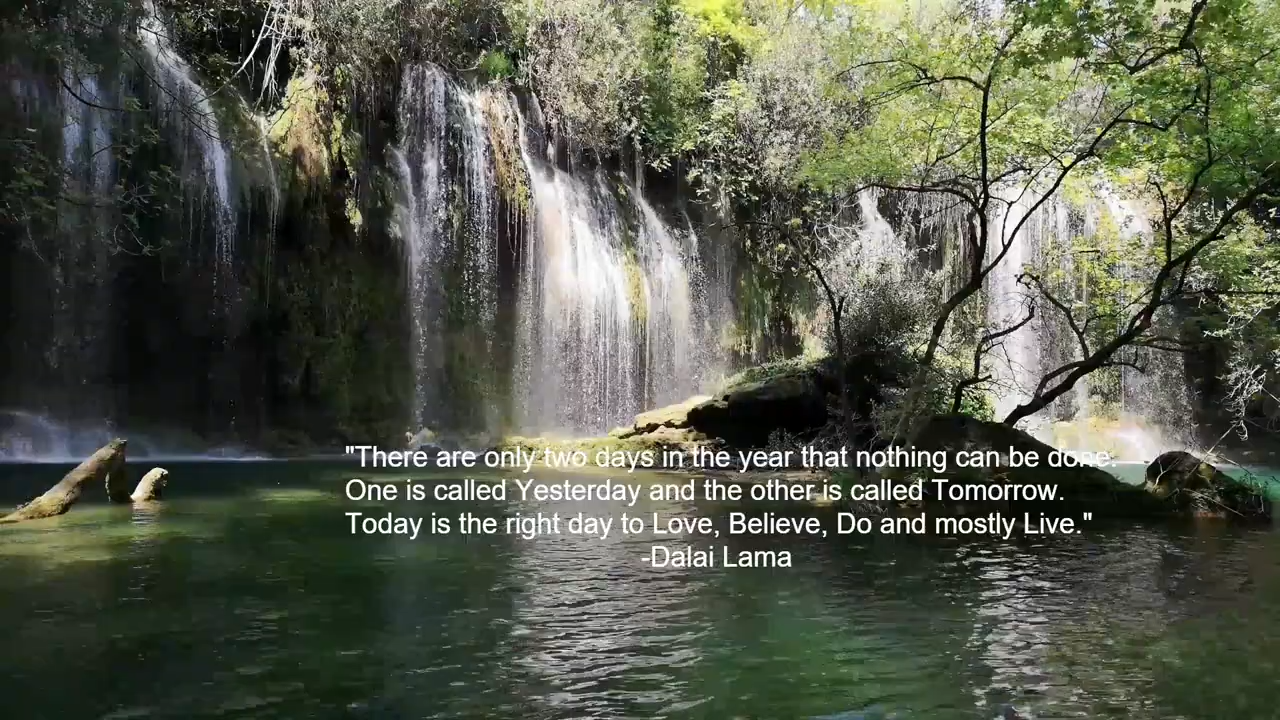 "There are only two days in the year that nothing can be done.
One is called Yesterday and the other is called Tomorrow.
Today is the right day to Love, Believe, Do and mostly Live."
-Dalai Lama